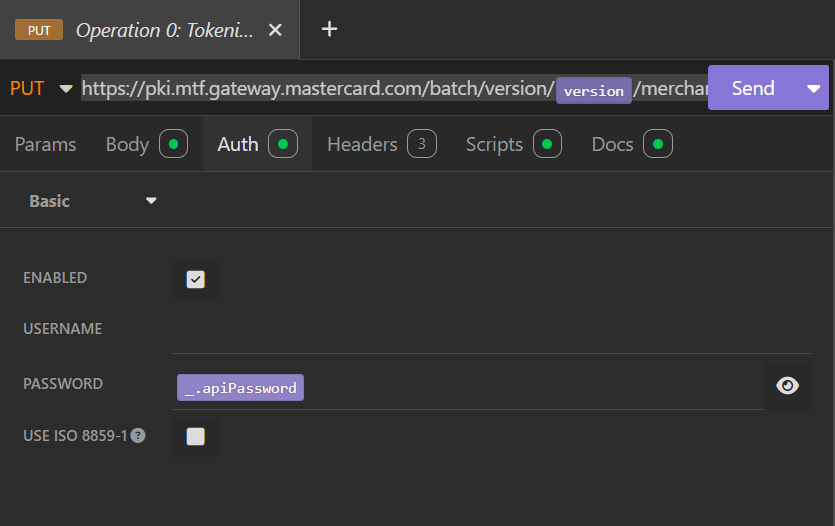 PUT Operation 0: Tokeni...
PUT https://pki.mtf.gateway.mastercard.com/batch/version/ version /merchan Send
Params Body Auth Headers 3 Scripts Docs
Basic
ENABLED
USERNAME
PASSWORD _.apiPassword
USE ISO 8859-1 ?